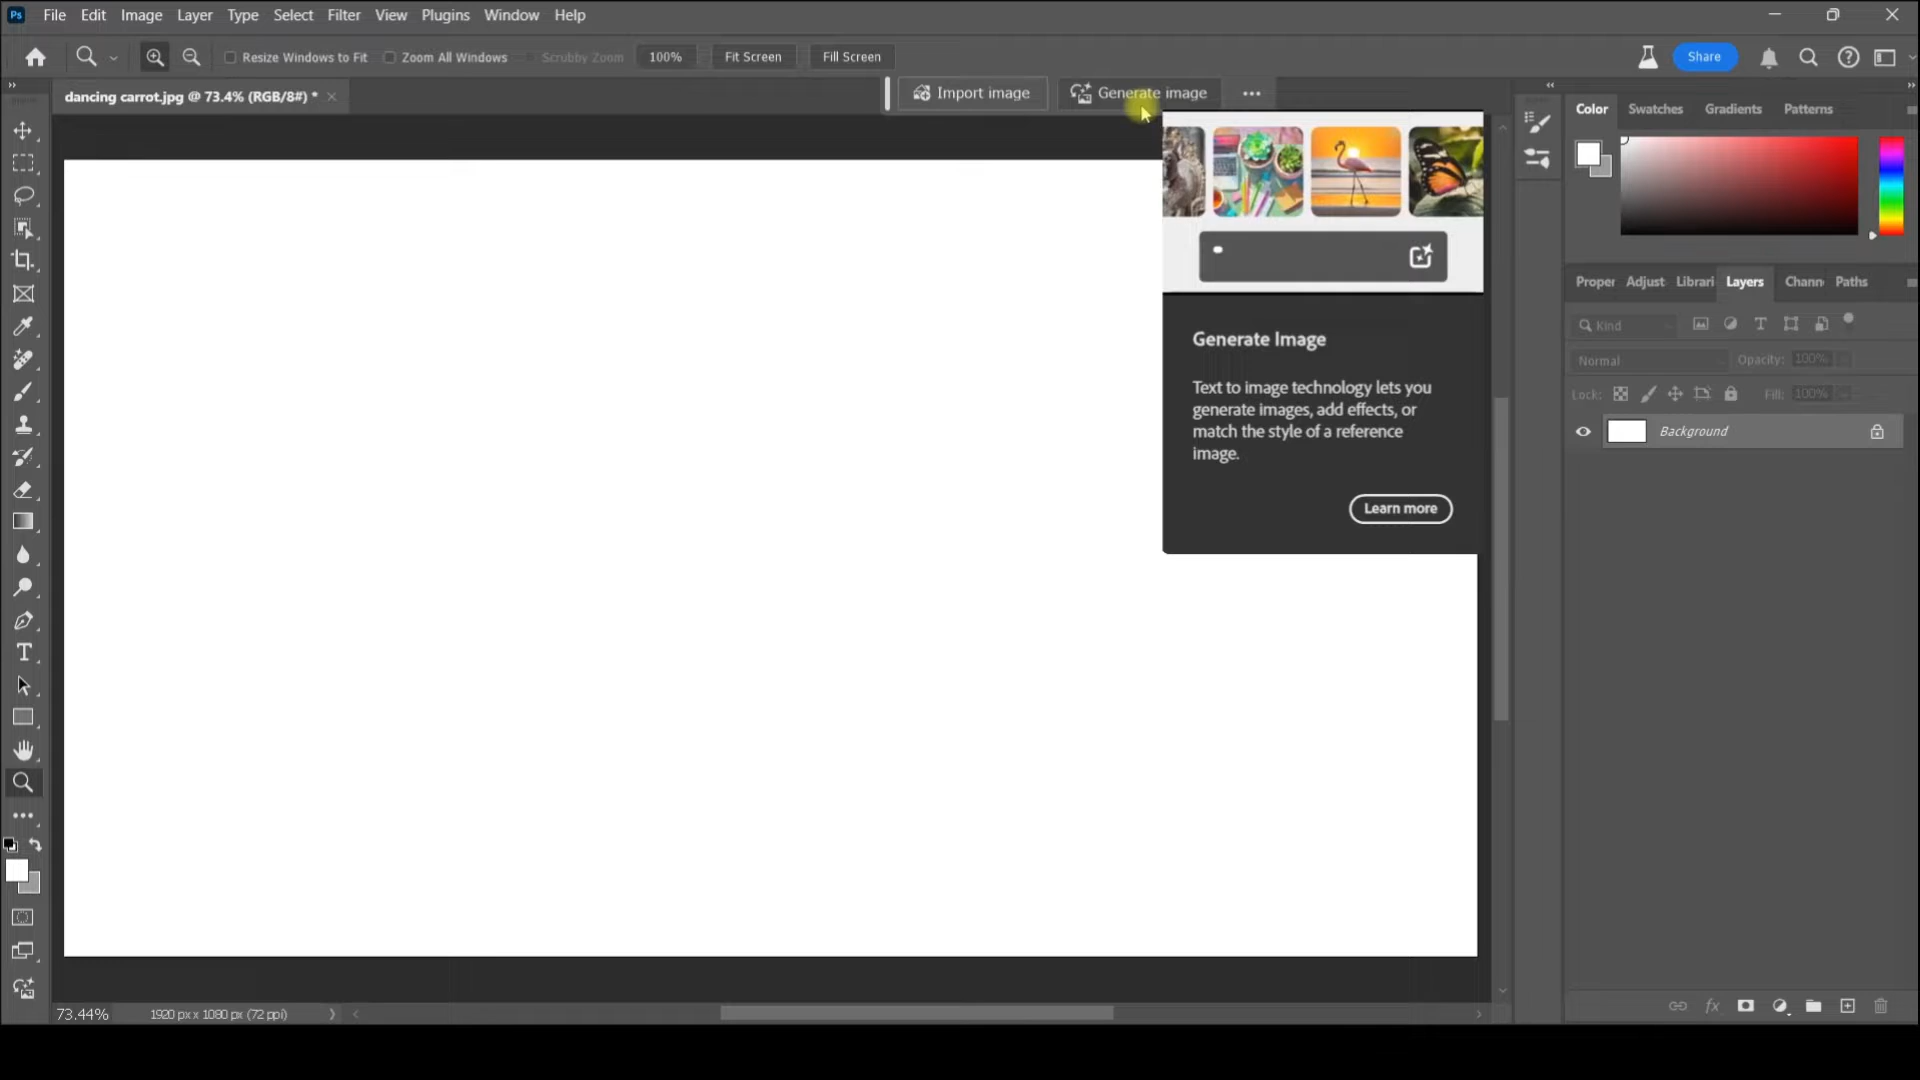 Ps
File Edit Image Layer Type Select Filter View Plugins Window Help
Resize Windows to Fit Zoom All Windows Scrubby Zoom 100% Fit Screen Fill Screen
Share
dancing carrot.jpg @ 73.4% (RGB/8#) *
Import image Generate image
Generate Image
Text to image technology lets you
generate images, add effects, or
match the style of a reference
image.
Learn more
Color Swatches Gradients Patterns
Proper Adjust Librari Layers Chann Paths
Kind
Normal Opacity: 100%
Lock: Fill: 100%
Background
fx
73.44% 1920 px x 1080 px (72 ppi)